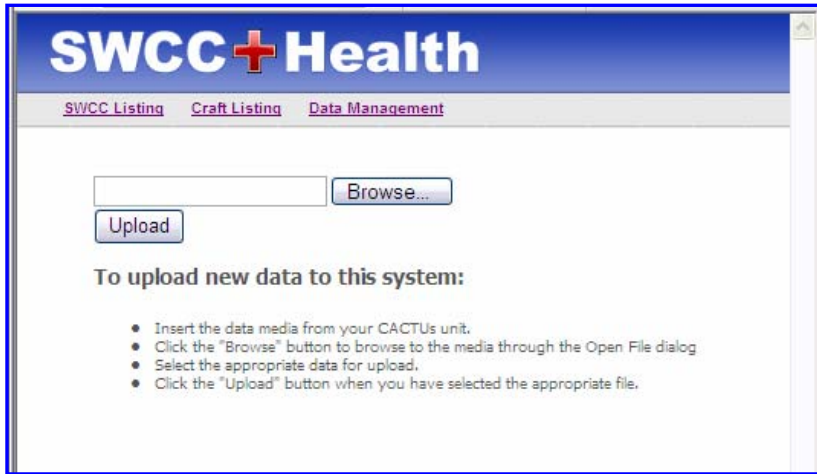 SWCC+Health
SWCC Listing Craft Listing Data Management
Browse...
Upload
To upload new data to this system:
• Insert the data media from your CACTUs unit.
• Click the "Browse" button to browse to the media through the Open File dialog
• Select the appropriate data for upload.
• Click the "Upload" button when you have selected the appropriate file.